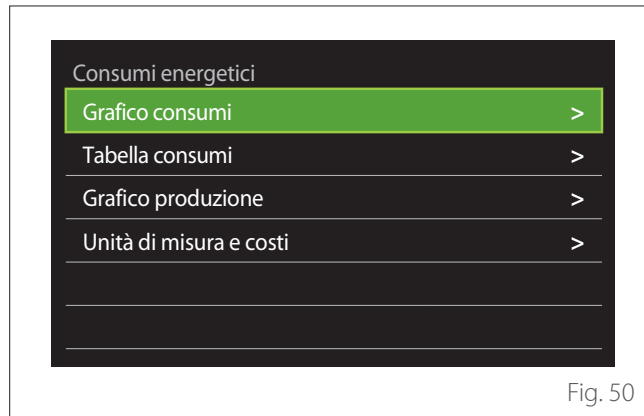 Consumi energetici
Grafico consumi >
Tabella consumi >
Grafico produzione >
Unità di misura e costi >
Fig. 50